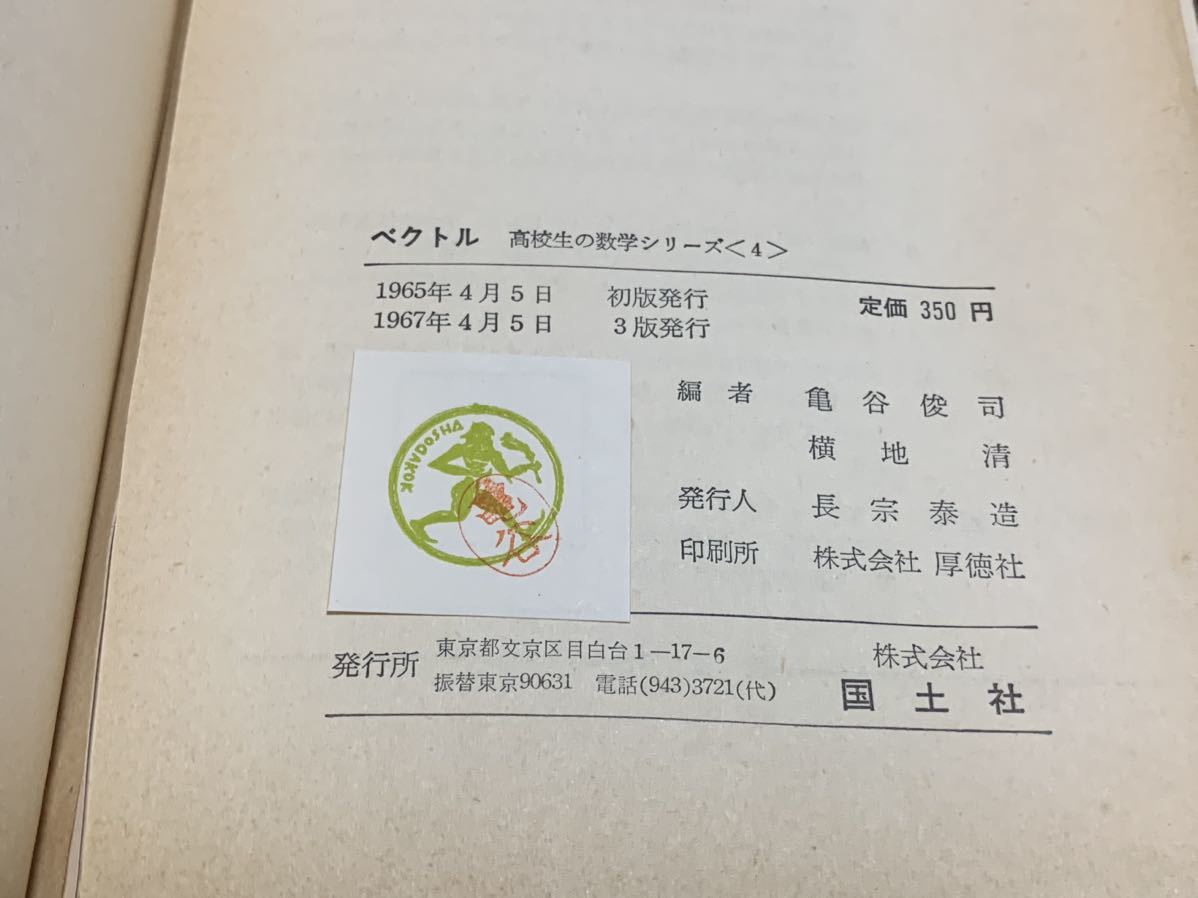 ベクトル 高校生の数学シリーズ<4>
1965年4月5日 初版発行 定価 350 円
1967年4月5日 3版発行
編者 亀谷俊司
横地清
発行人 長宗泰造
印刷所 株式会社 厚徳社
KOKADOSHA
発行所 東京都文京区目白台1―17―6 株式会社
振替東京90631 電話(943)3721(代) 国土社